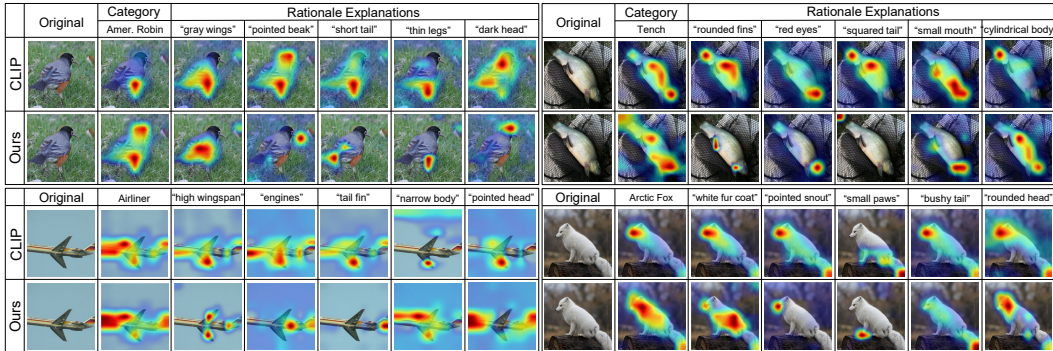 Original Category Rationale Explanations
Amer. Robin "gray wings" "pointed beak" "short tail" "thin legs" "dark head"
CLIP
Ours
Original Category Rationale Explanations
Tench "rounded fins" "red eyes" "squared tail" "small mouth" "cylindrical body"
CLIP
Ours
Original Airliner "high wingspan" "engines" "tail fin" "narrow body" "pointed head"
CLIP
Ours
Original Arctic Fox "white fur coat" "pointed snout" "small paws" "bushy tail" "rounded head"